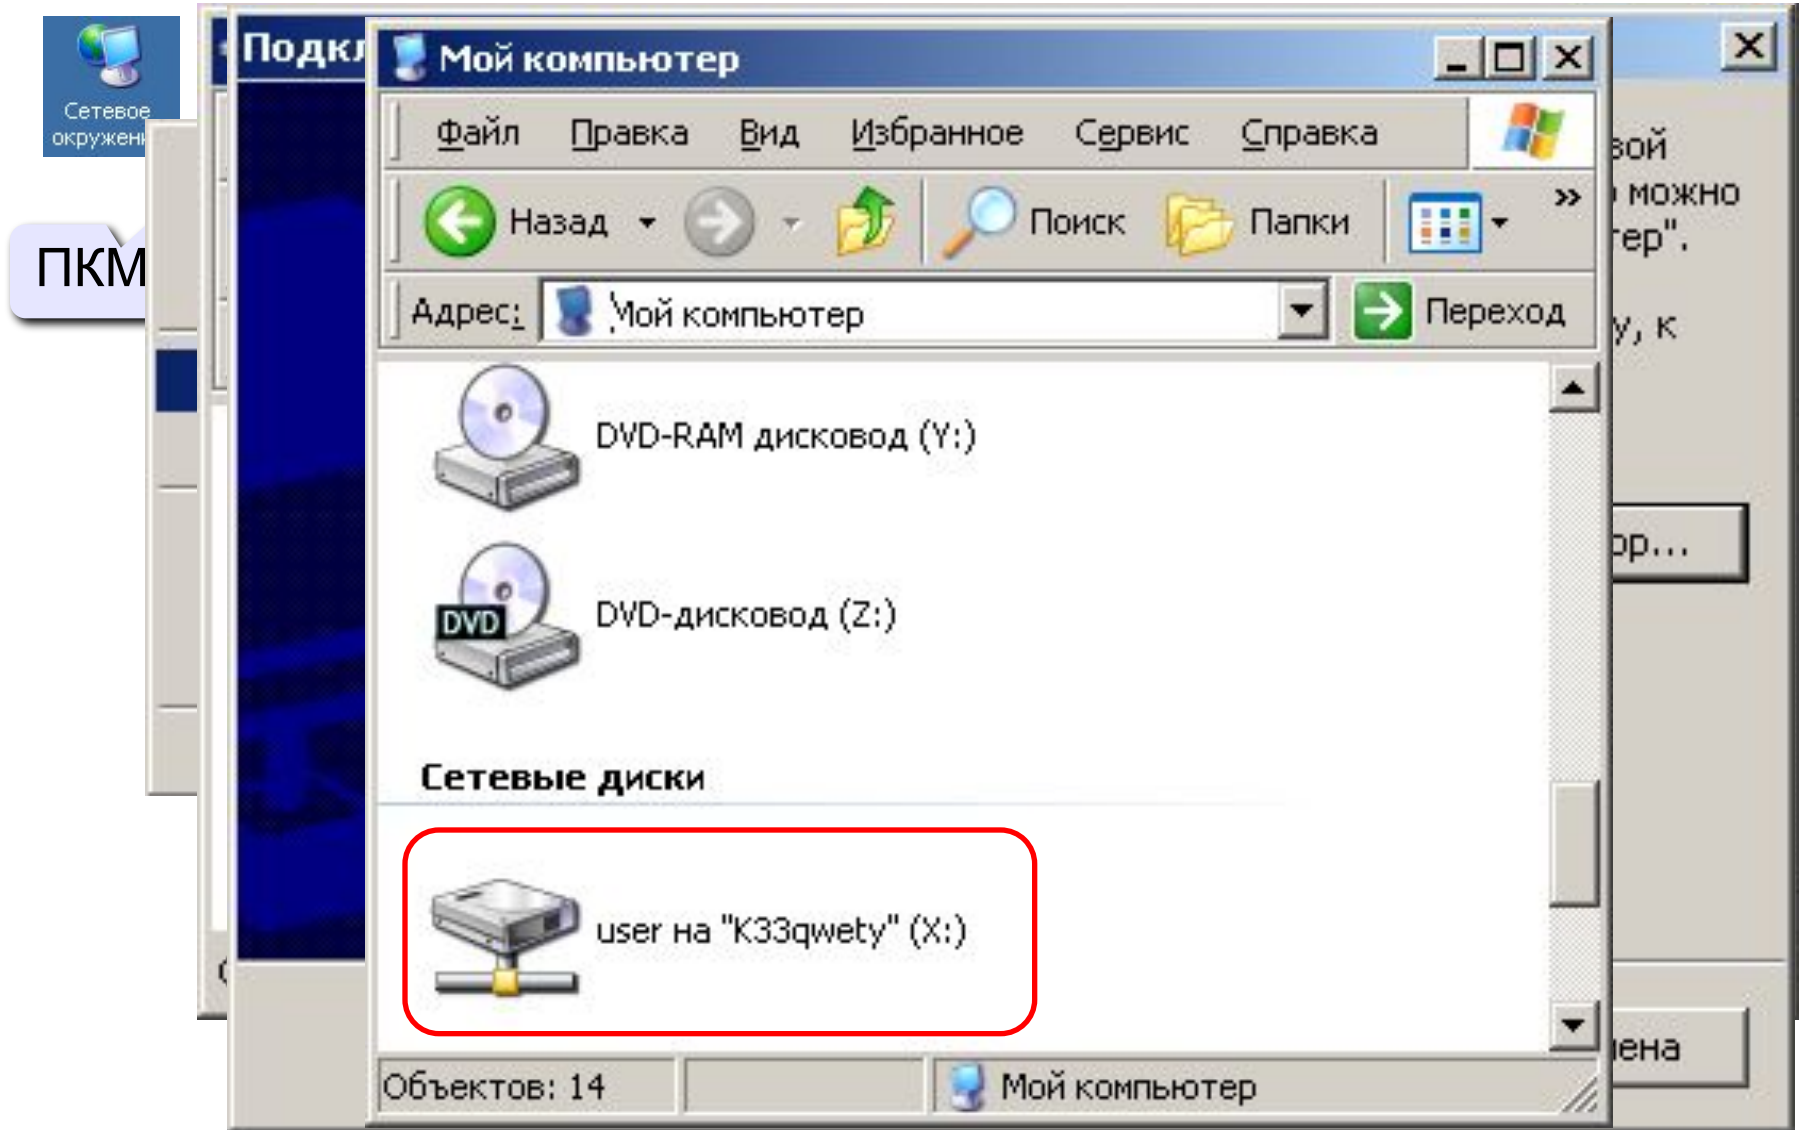 Сетевое
окружени
ПКМ
Подкл
Мой компьютер
Файл Правка Вид Избранное Сервис Справка
Назад Поиск Папки »
Адрес: Мой компьютер Переход
DVD-RAM дисковод (Y:)
DVD
DVD-дисковод (Z:)
Сетевые диски
user на "K33qwety" (X:)
Объектов: 14 Мой компьютер
вой
можно
тер".
у, к
ор...
ена